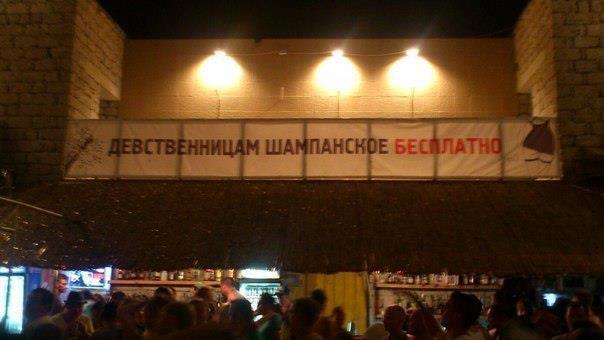 ДЕВСТВЕННИЦАМ ШАМПАНСКОЕ БЕСПЛАТНО